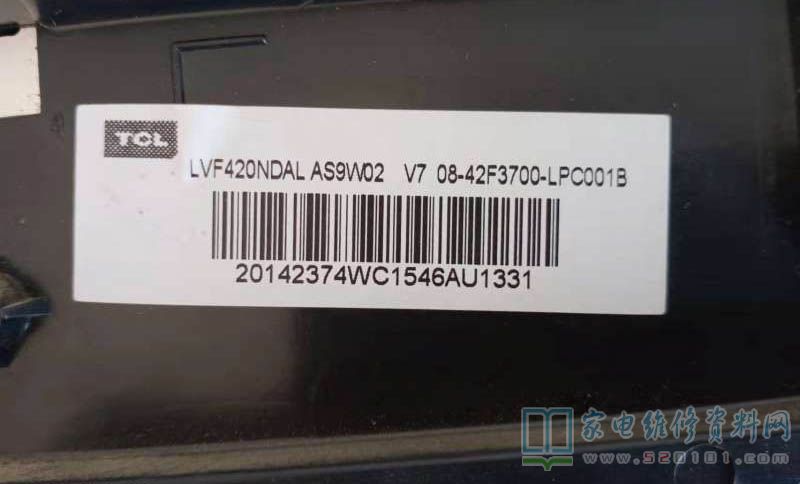 TCL
LVF420NDAL AS9W02 V7 08-42F3700-LPC001B
20142374WC1546AU1331
家电维修资料网
www.520101.com